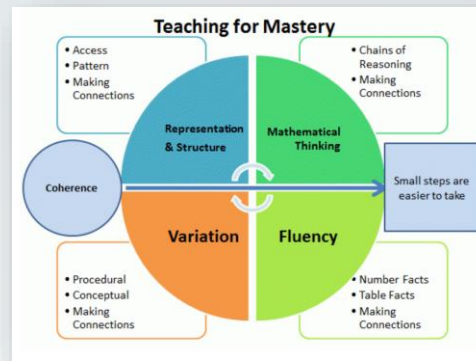 Teaching for Mastery
• Access
• Pattern
• Making
Connections
• Chains of
Reasoning
• Making
Connections
Representation
& Structure
Mathematical
Thinking
Coherence
Small steps are
easier to take
Variation
Fluency
• Procedural
• Conceptual
• Making
Connections
• Number Facts
• Table Facts
• Making
Connections